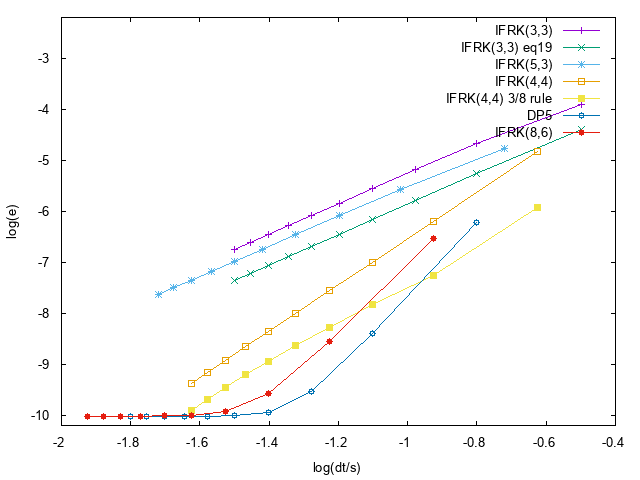 IFRK(3,3)
IFRK(3,3) eq19
IFRK(5,3)
IFRK(4,4)
IFRK(4,4) 3/8 rule
DP5
IFRK(8,6)
-3
-4
-5
-6
-7
-8
-9
-10
log(e)
-2 -1.8 -1.6 -1.4 -1.2 -1 -0.8 -0.6 -0.4
log(dt/s)